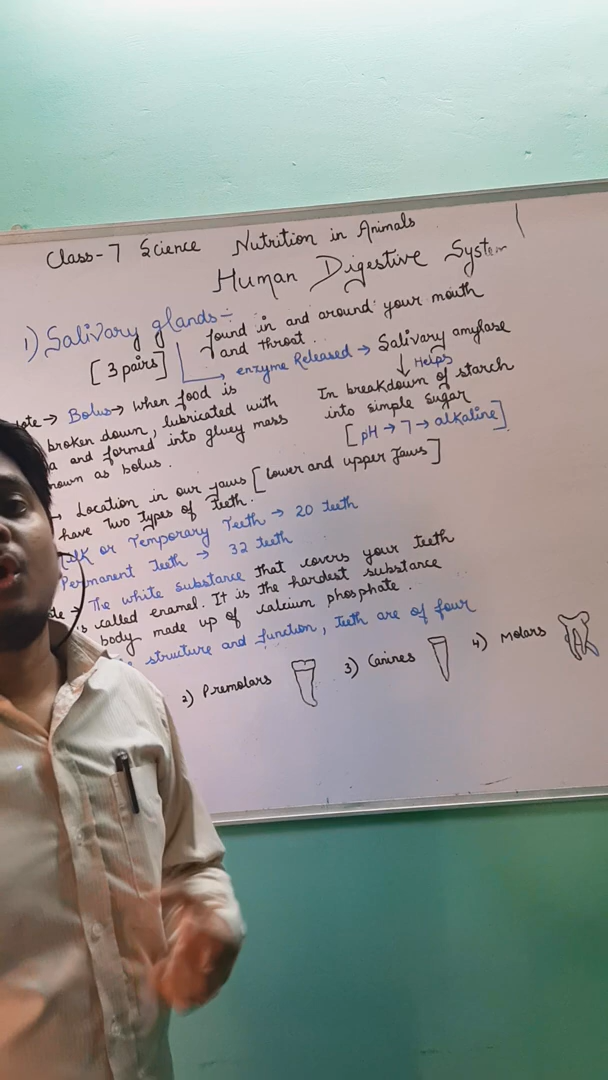 Class-7 Science Nutrition in Animals
Human Digestive System
1) Salivary glands:-
[3 pairs]
found in and around your mouth
and throat.
enzyme Released → Salivary amylase
↓ Helps
In breakdown of starch
into simple sugar
[pH → 7 → alkaline]
ote → Bolus → When food is
broken down, lubricated with
a and formed into gluey mass
nown as bolus.
→ Location in our jaws [lower and upper Jaws]
have Two types of Teeth.
ilk or Temporary Teeth → 20 teeth
Permanent teeth → 32 teeth
te → The white substance that covers your teeth
is called enamel. It is the hardest substance
body made up of calcium phosphate.
structure and function, teeth are of four
2) Premolars 3) Canines 4) Molars